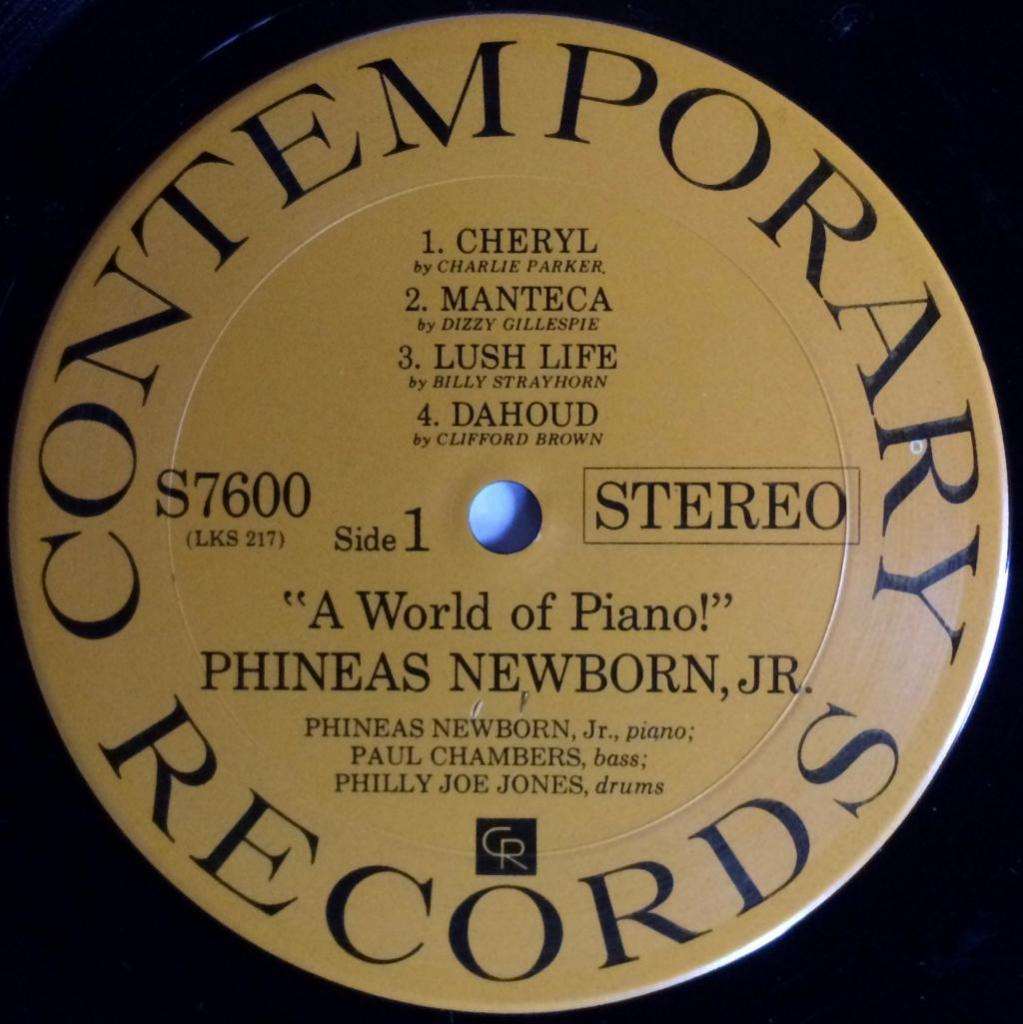 CONTEMPORARY
1. CHERYL
by CHARLIE PARKER,
2. MANTECA
by DIZZY GILLESPIE
3. LUSH LIFE
by BILLY STRAYHORN
4. DAHOUD
by CLIFFORD BROWN
S7600
(LKS 217)
Side 1
STEREO
"A World of Piano!"
PHINEAS NEWBORN, JR.
PHINEAS NEWBORN, Jr., piano;
PAUL CHAMBERS, bass;
PHILLY JOE JONES, drums
CR
RECORDS